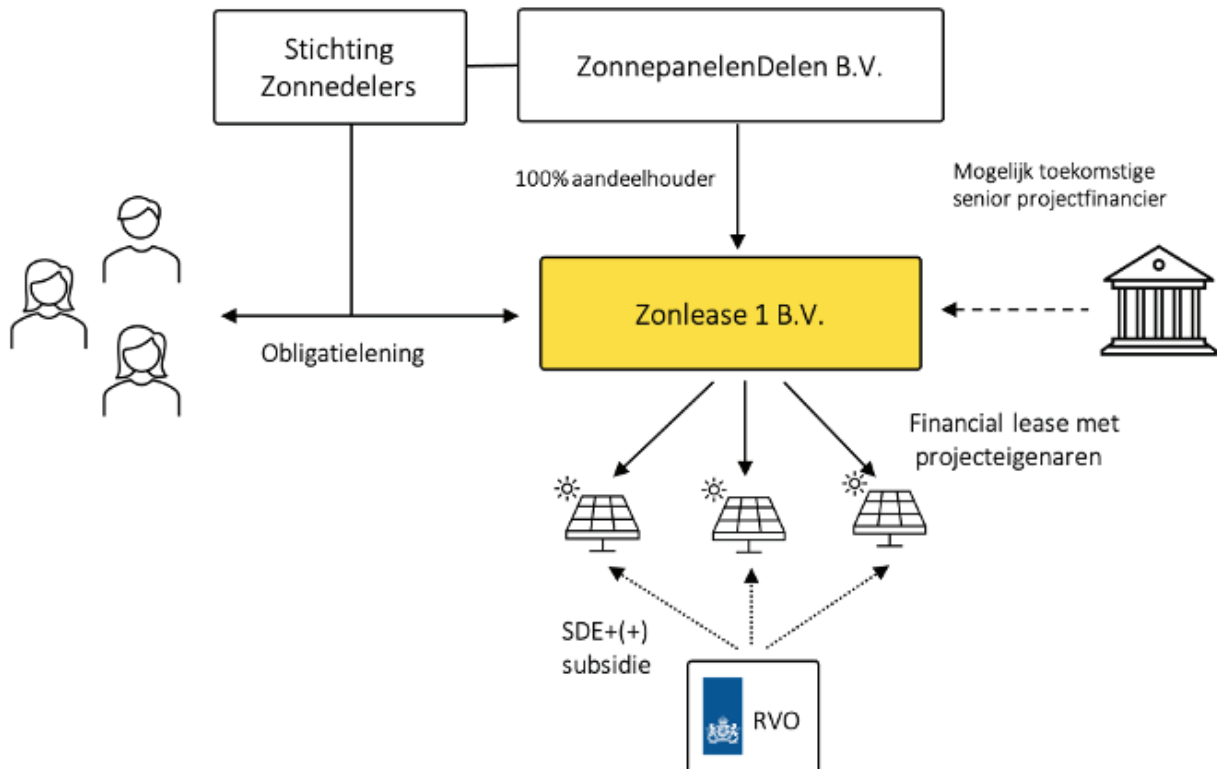 Stichting
Zonnedelers
ZonnepanelenDelen B.V.
100% aandeelhouder
Mogelijk toekomstige
senior projectfinancier
Zonlease 1 B.V.
Obligatielening
Financial lease met
projecteigenaren
SDE+(+)
subsidie
RVO